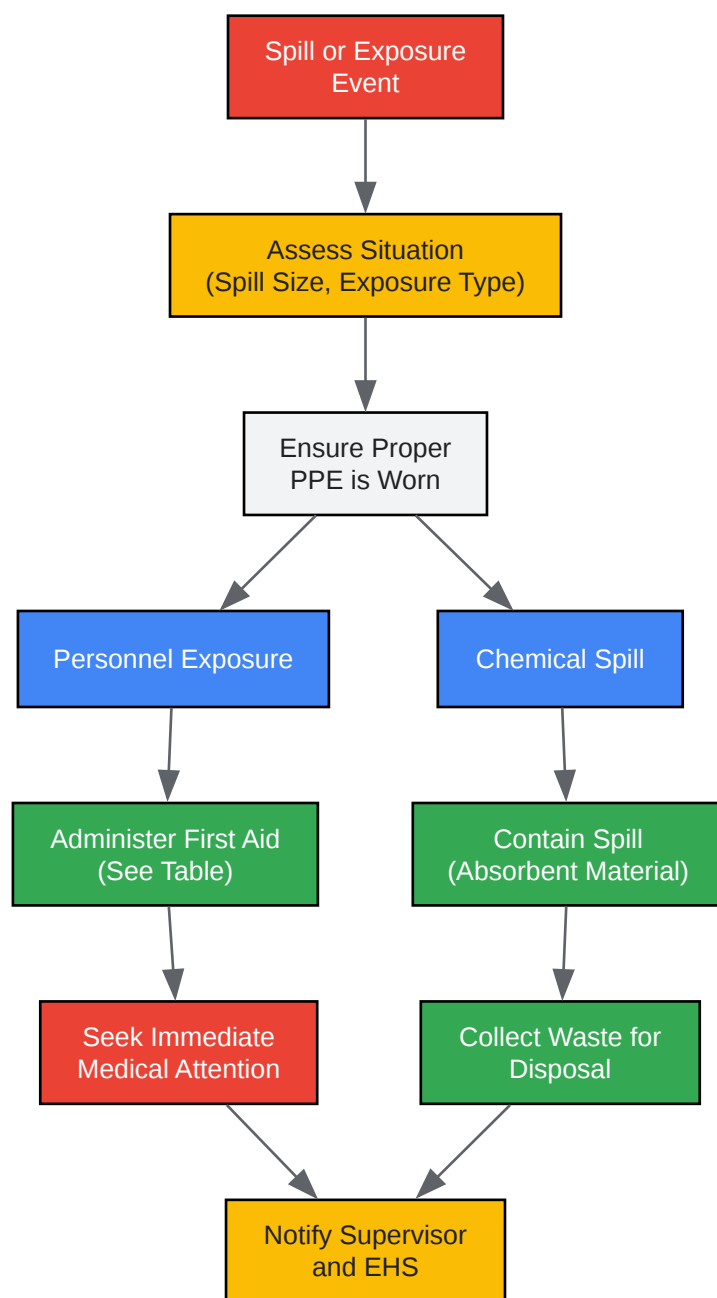 Spill or Exposure
Event
Assess Situation
(Spill Size, Exposure Type)
Ensure Proper
PPE is Worn
Personnel Exposure
Chemical Spill
Administer First Aid
(See Table)
Contain Spill
(Absorbent Material)
Seek Immediate
Medical Attention
Collect Waste for
Disposal
Notify Supervisor
and EHS